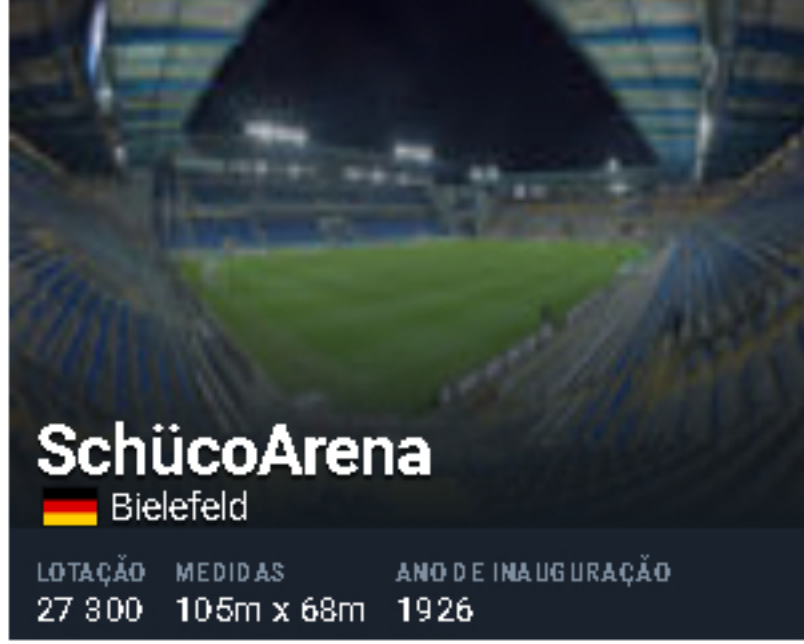 SchücoArena
Bielefeld
LOTAÇÃO MEDIDAS ANO DE INAUGURAÇÃO
27 300 105m x 68m 1926